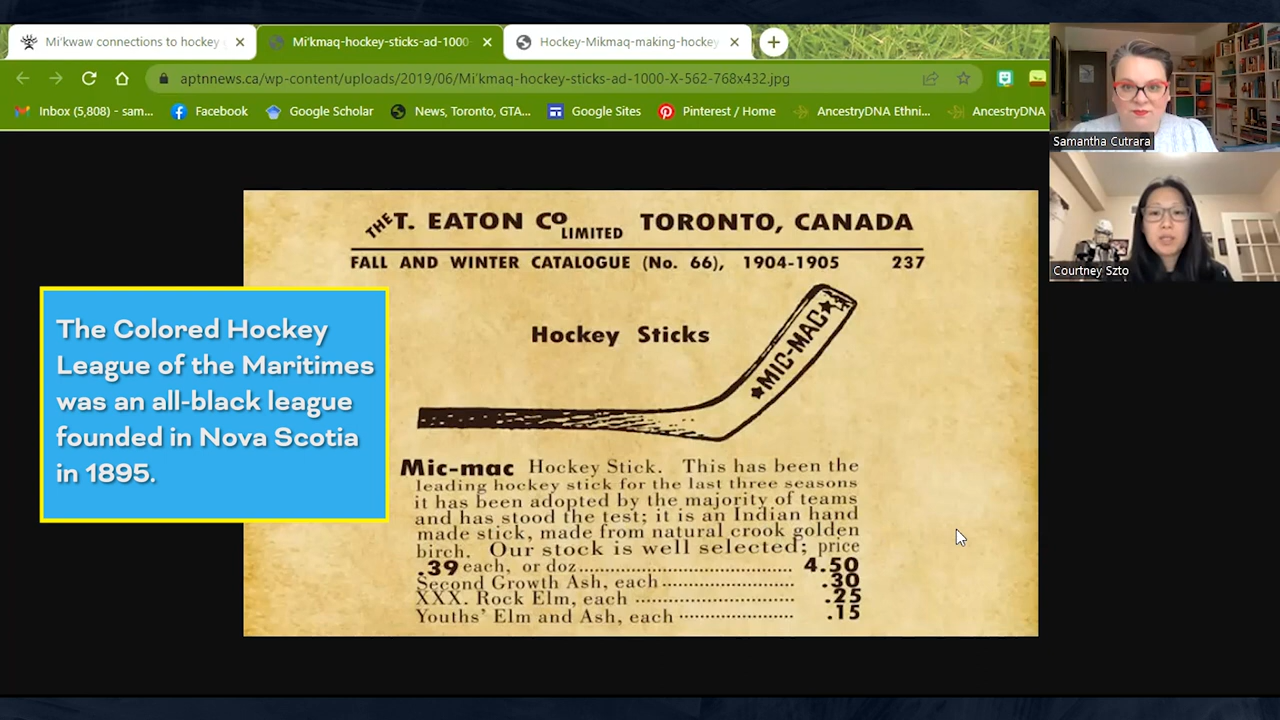 Mi'kwaw connections to hockey
Mi'kmaq-hockey-sticks-ad-1000-
Hockey-Mikmaq-making-hockey
aptnnews.ca/wp-content/uploads/2019/06/Mi'kmaq-hockey-sticks-ad-1000-X-562-768x432.jpg
Inbox (5,808) - sam...
Facebook
Google Scholar
News, Toronto, GTA...
Google Sites
Pinterest / Home
AncestryDNA Ethni...
AncestryDNA
Samantha Cutrara
Courtney Szto
THE T. EATON CO LIMITED TORONTO, CANADA
FALL AND WINTER CATALOGUE (No. 66), 1904-1905 237
Hockey Sticks
MIC-MAC
Mic-mac Hockey Stick. This has been the
leading hockey stick for the last three seasons
it has been adopted by the majority of teams
and has stood the test; it is an Indian hand
made stick, made from natural crook golden
birch. Our stock is well selected; price
.39 each, or doz. 4.50
Second Growth Ash, each .30
XXX. Rock Elm, each .25
Youths' Elm and Ash, each .15
The Colored Hockey
League of the Maritimes
was an all-black league
founded in Nova Scotia
in 1895.